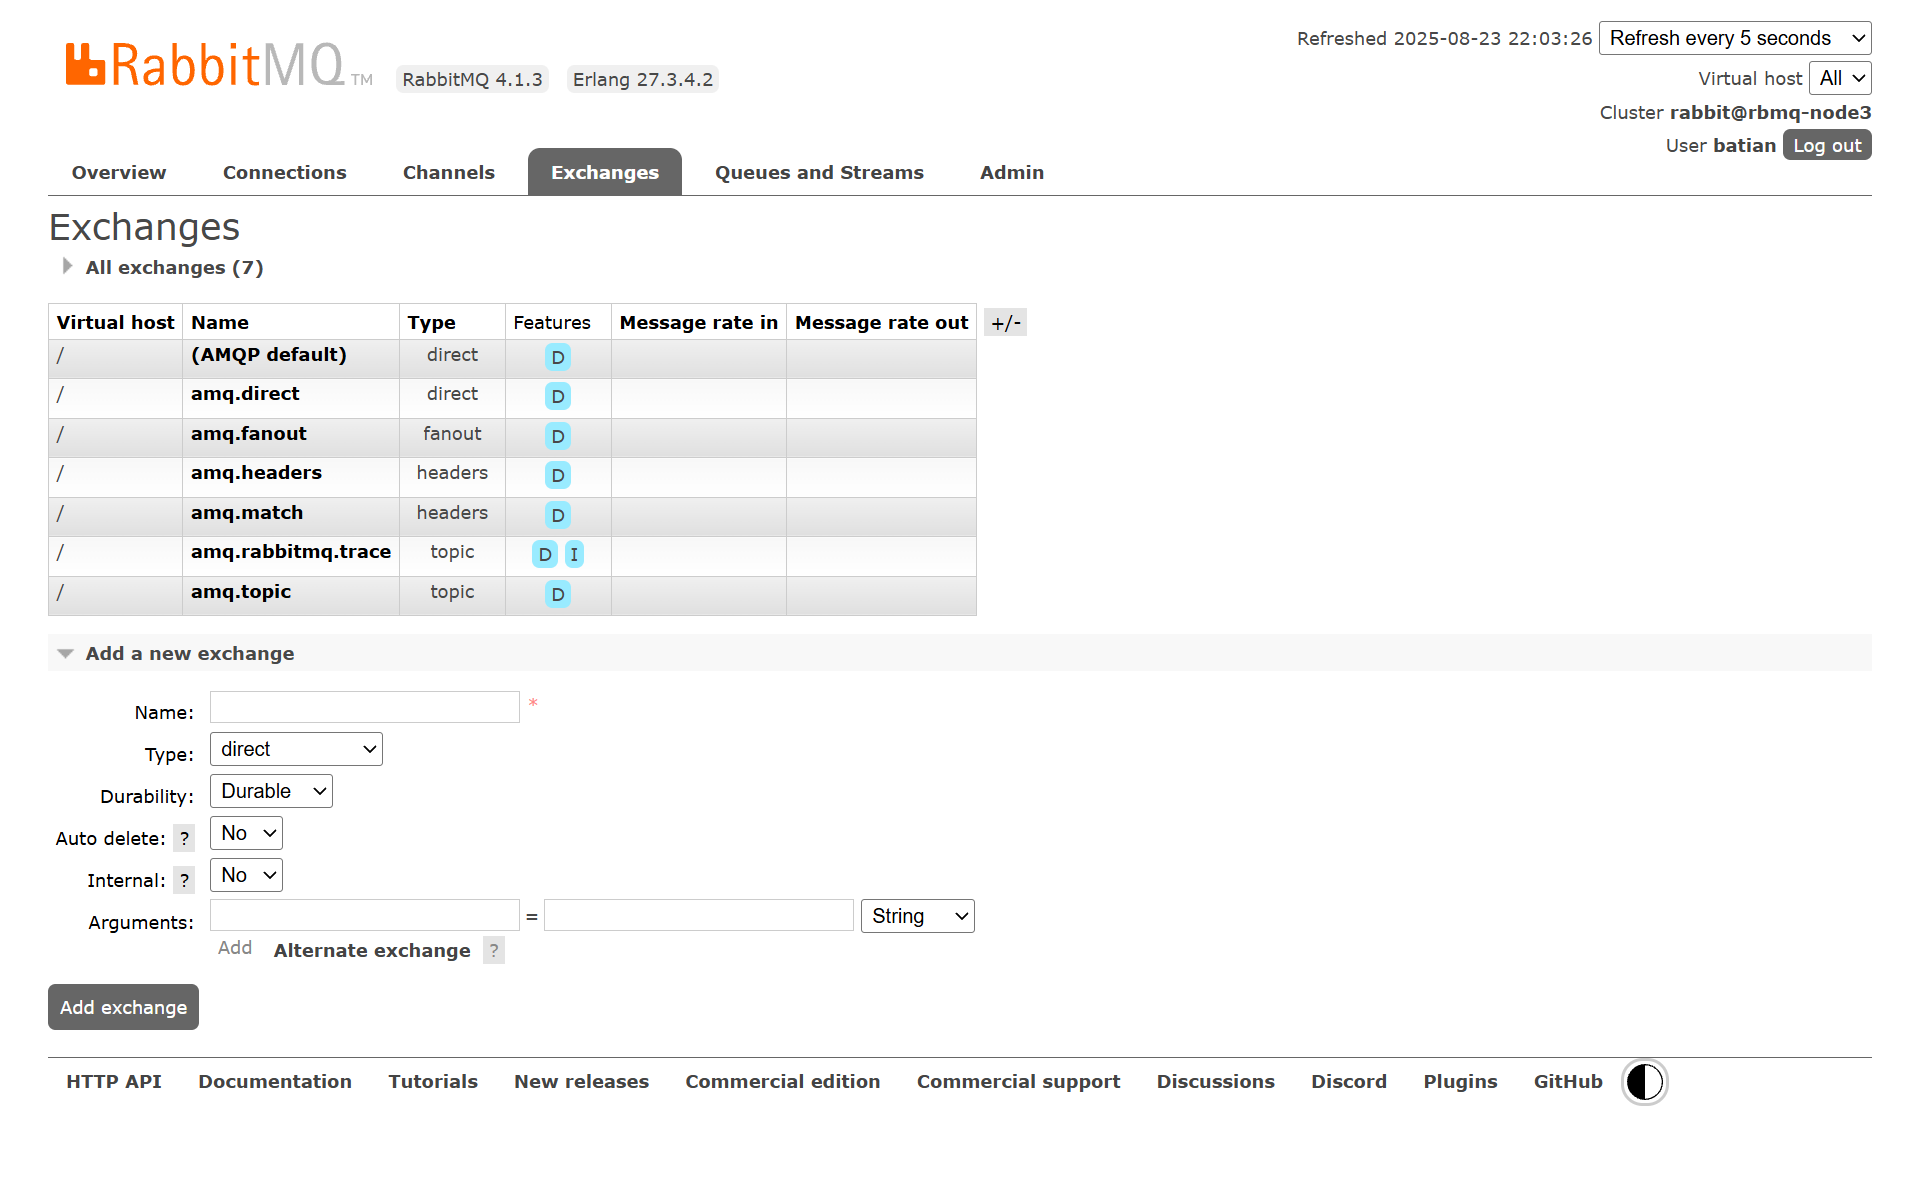 RabbitMQ TM RabbitMQ 4.1.3 Erlang 27.3.4.2
Refreshed 2025-08-23 22:03:26 Refresh every 5 seconds
Virtual host All
Cluster rabbit@rbmq-node3
User batian Log out
Overview Connections Channels Exchanges Queues and Streams Admin
Exchanges
All exchanges (7)
Virtual host Name Type Features Message rate in Message rate out +/-
/ (AMQP default) direct D
/ amq.direct direct D
/ amq.fanout fanout D
/ amq.headers headers D
/ amq.match headers D
/ amq.rabbitmq.trace topic D I
/ amq.topic topic D
Add a new exchange
Name: *
Type: direct
Durability: Durable
Auto delete: ? No
Internal: ? No
Arguments: = String
Add Alternate exchange ?
Add exchange
HTTP API Documentation Tutorials New releases Commercial edition Commercial support Discussions Discord Plugins GitHub